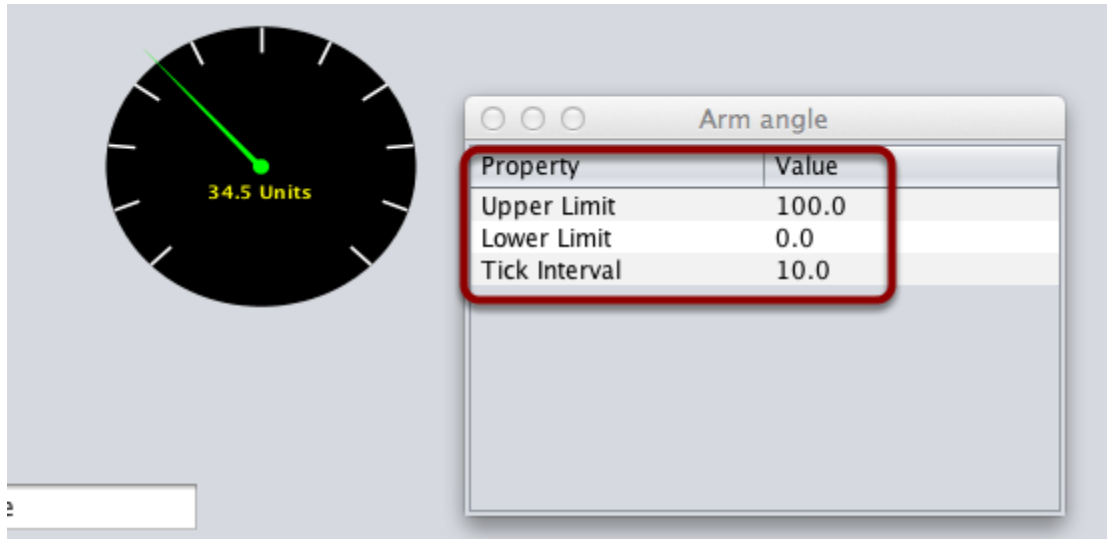 Arm angle
Property Value
34.5 Units
Upper Limit 100.0
Lower Limit 0.0
Tick Interval 10.0
e